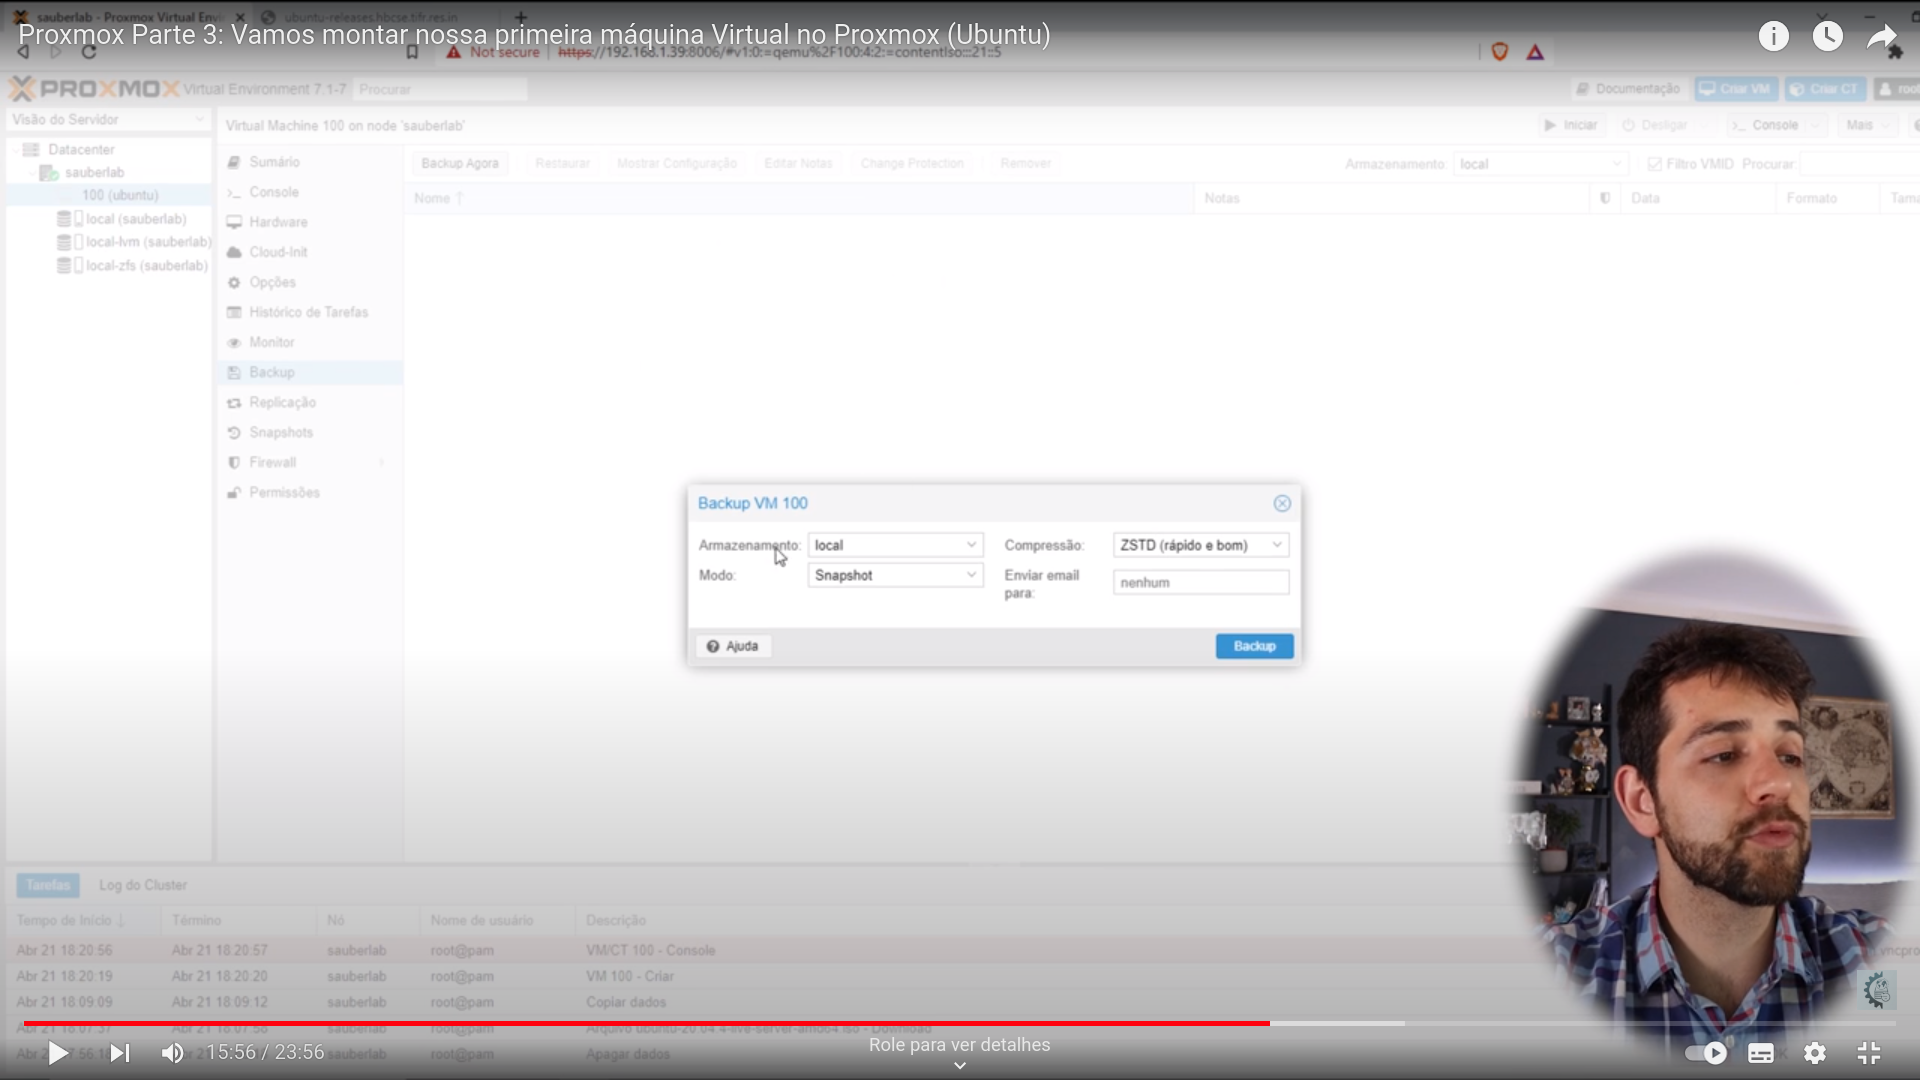 sauberlab - Proxmox Virtual Envi
ubuntu-releases.hbcse.tifr.res.in
Proxmox Parte 3: Vamos montar nossa primeira máquina Virtual no Proxmox (Ubuntu)
Not secure
https://192.168.1.39:8006/#v1:0:=qemu%2F100:4:2:=contentIso:::21::5
PROXMOX Virtual Environment 7.1-7 Procurar
Documentação Criar VM Criar CT root
Visão do Servidor
Virtual Machine 100 on node 'sauberlab'
Iniciar Desligar Console Mais
Datacenter
sauberlab
100 (ubuntu)
local (sauberlab)
local-lvm (sauberlab)
local-zfs (sauberlab)
Sumário
Console
Hardware
Cloud-Init
Opções
Histórico de Tarefas
Monitor
Backup
Replicação
Snapshots
Firewall
Permissões
Backup Agora Restaurar Mostrar Configuração Editar Notas Change Protection Remover Armazenamento: local Filtro VMID Procurar:
Nome Notas Data Formato Tama
Backup VM 100
Armazenamento: local Compressão: ZSTD (rápido e bom)
Modo: Snapshot Enviar email para: nenhum
Ajuda Backup
Tarefas Log do Cluster
Tempo de Início Término Nó Nome de usuário Descrição
Abr 21 18:20:56 Abr 21 18:20:57 sauberlab root@pam VM/CT 100 - Console
vncpro
Abr 21 18:20:19 Abr 21 18:20:20 sauberlab root@pam VM 100 - Criar
Abr 21 18:09:09 Abr 21 18:09:12 sauberlab root@pam Copiar dados
Abr 21 18:07:37 Abr 21 18:07:58 sauberlab root@pam Arquivo ubuntu-20.04.4-live-server-amd64.iso - Download
sauberlab root@pam Apagar dados
15:56 / 23:56
Role para ver detalhes